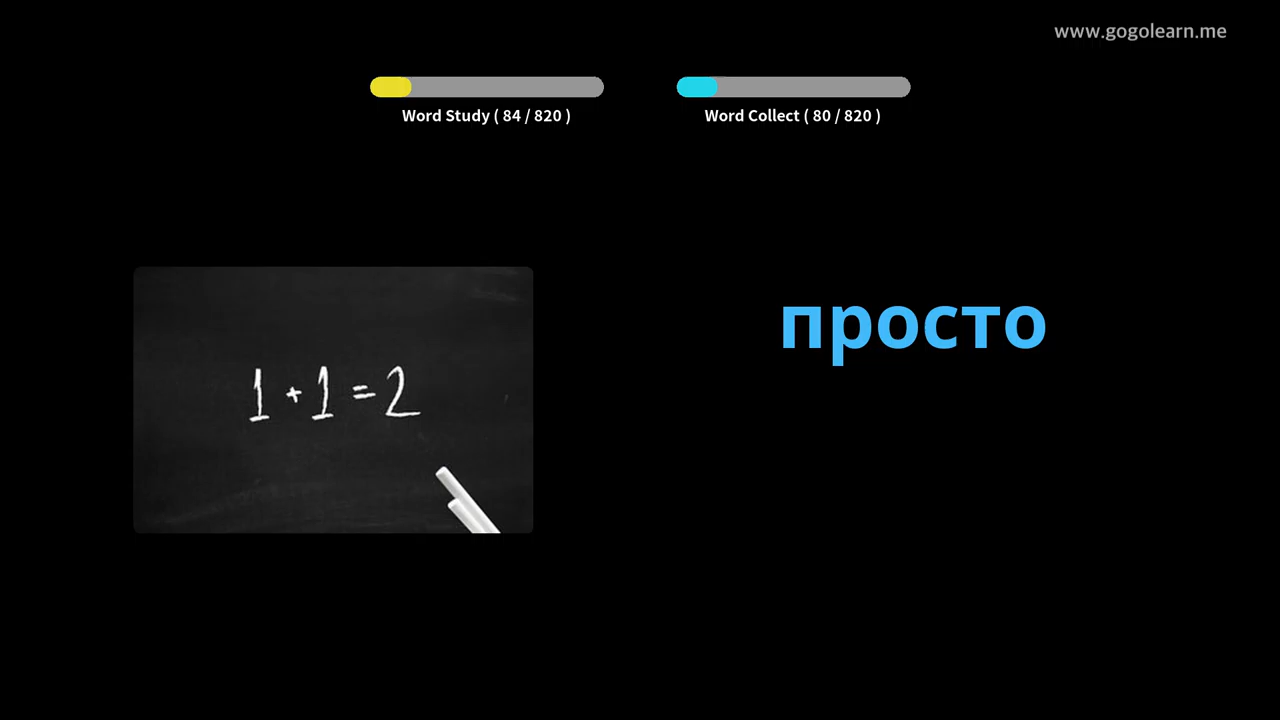 www.gogolearn.me
Word Study ( 84 / 820 )
Word Collect ( 80 / 820 )
просто
1 + 1 = 2